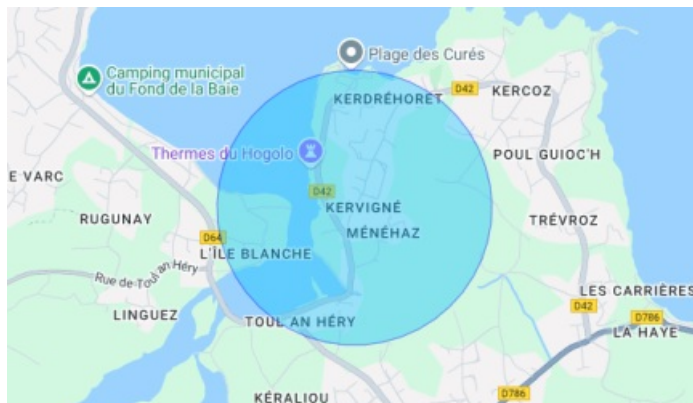 Plage des Curés
Camping municipal
du Fond de la Baie
KERDRÉHORET
D42
KERCOZ
Thermes du Hogolo
POUL GUIOC'H
E VARC
D42
KERVIGNÉ
RUGUNAY
MÉNÉHAZ
TRÉVROZ
D64
L'ÎLE BLANCHE
Rue de Toul an Héry
LES CARRIÈRES
LINGUEZ
D42
TOUL AN HÉRY
D786
LA HAYE
KÉRALIOU
D786